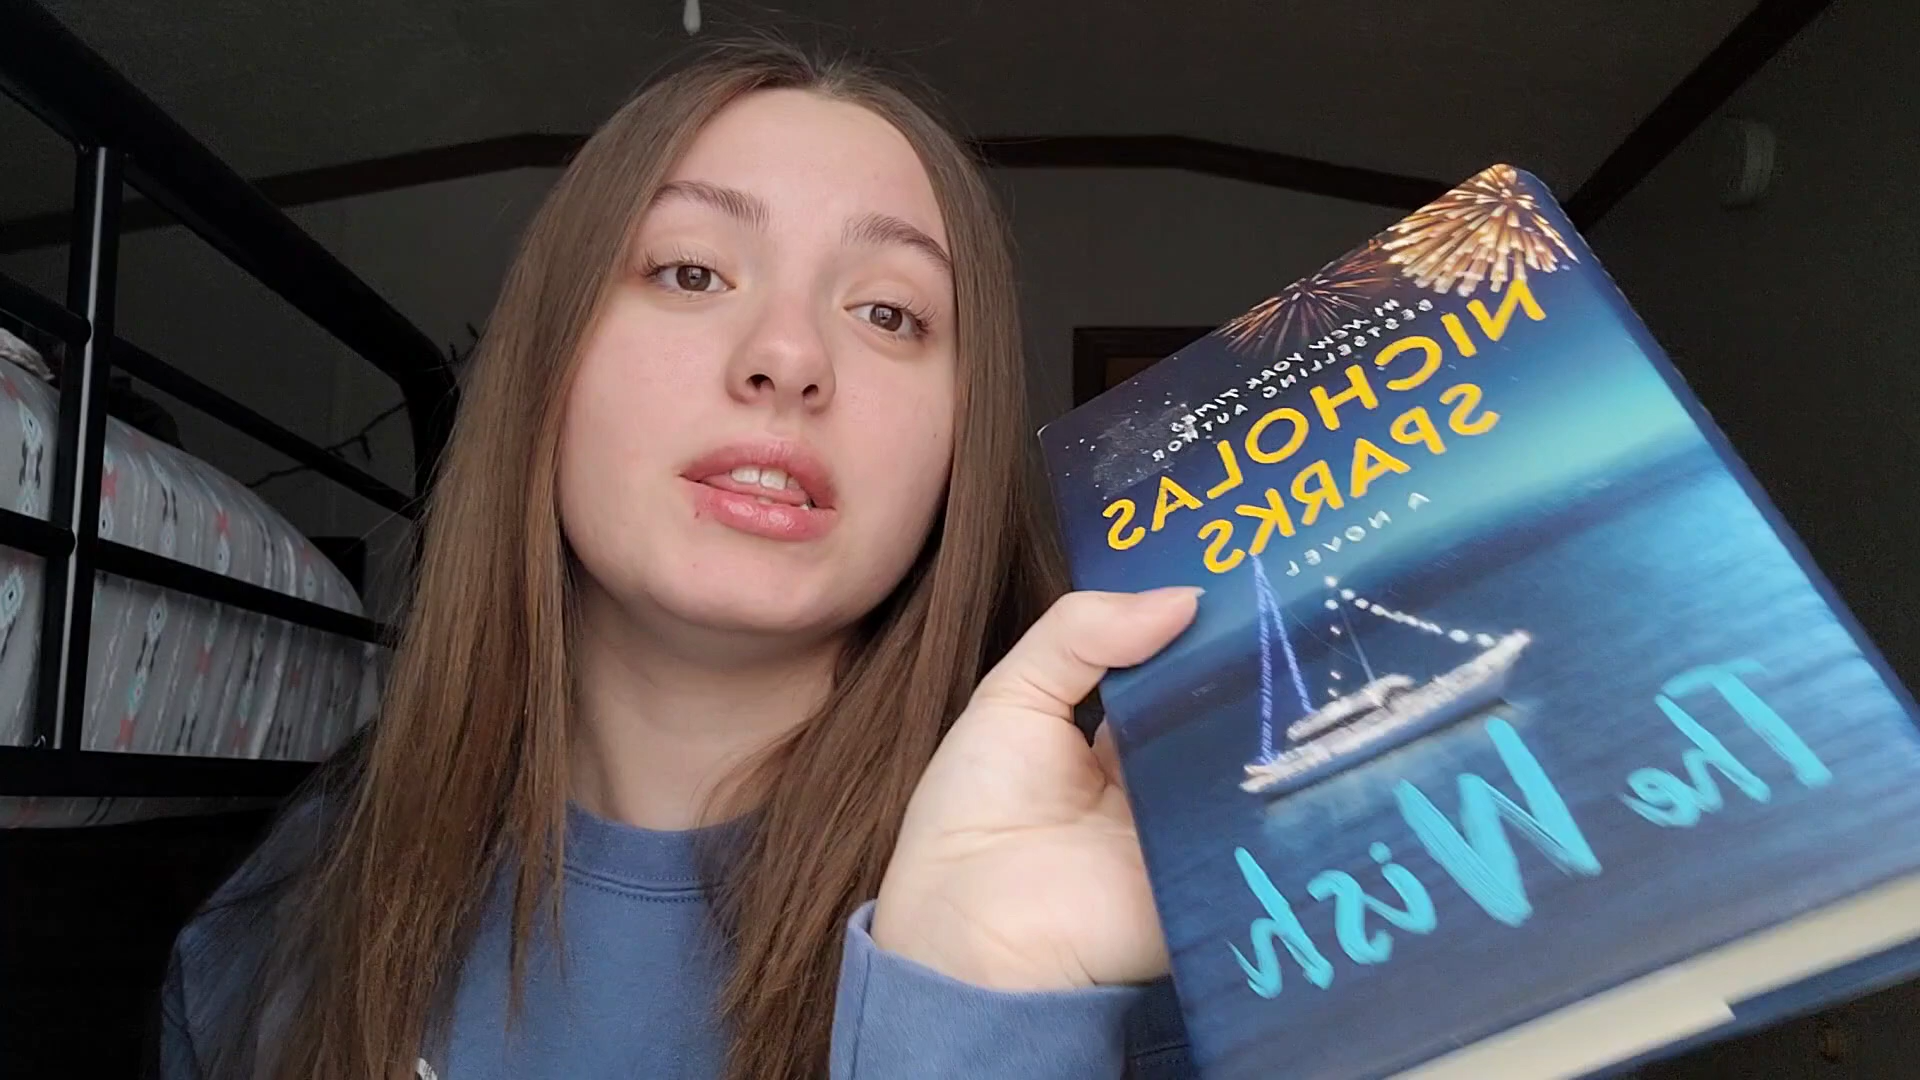 #1 NEW YORK TIMES
BESTSELLING AUTHOR
NICHOLAS
SPARKS
A NOVEL
The
Wish